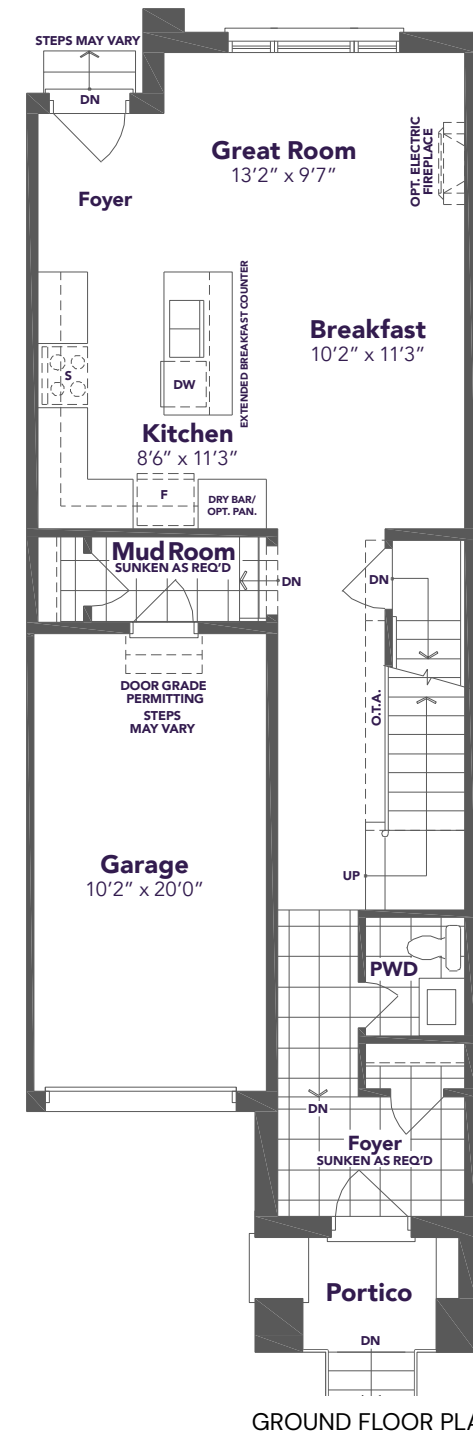 STEPS MAY VARY
DN
Great Room
13'2" x 9'7"
OPT. ELECTRIC
FIREPLACE
Foyer
EXTENDED BREAKFAST COUNTER
Breakfast
10'2" x 11'3"
S
DW
Kitchen
8'6" x 11'3"
F
DRY BAR/
OPT. PAN.
Mud Room
SUNKEN AS REQ'D
DN
DN
DOOR GRADE
PERMITTING
STEPS
MAY VARY
O.T.A.
Garage
10'2" x 20'0"
UP
PWD
DN
Foyer
SUNKEN AS REQ'D
Portico
DN
GROUND FLOOR PLA